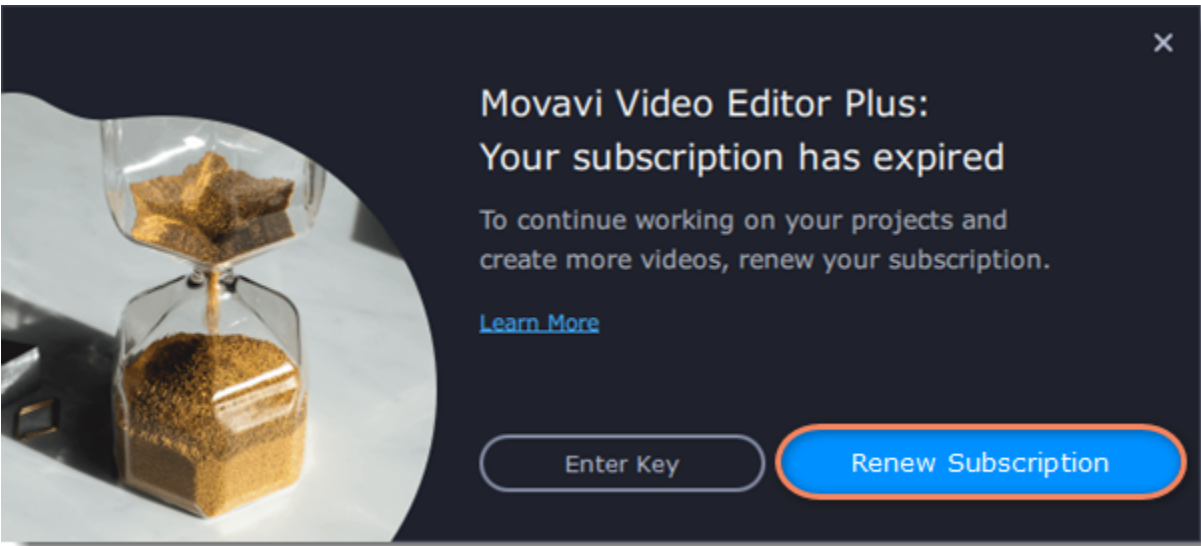 Movavi Video Editor Plus:
Your subscription has expired
To continue working on your projects and
create more videos, renew your subscription.
Learn More
Enter Key
Renew Subscription